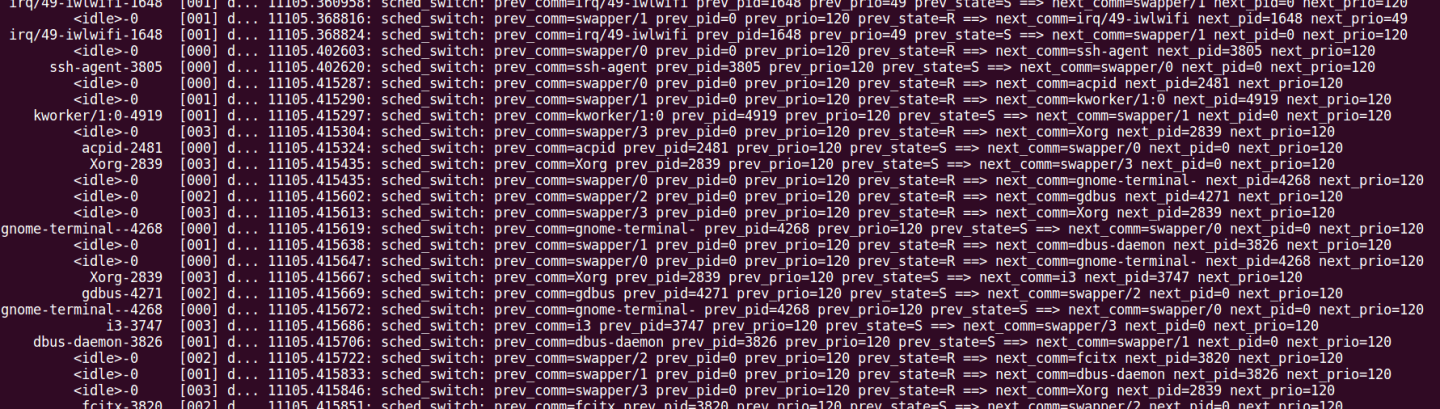 irq/49-iwlwifi-1648 [001] d... 11105.360958: sched_switch: prev_comm=irq/49-iwlwifi prev_pid=1648 prev_prio=49 prev_state=S ==> next_comm=swapper/1 next_pid=0 next_prio=120
<idle>-0 [001] d... 11105.368816: sched_switch: prev_comm=swapper/1 prev_pid=0 prev_prio=120 prev_state=R ==> next_comm=irq/49-iwlwifi next_pid=1648 next_prio=49
irq/49-iwlwifi-1648 [001] d... 11105.368824: sched_switch: prev_comm=irq/49-iwlwifi prev_pid=1648 prev_prio=49 prev_state=S ==> next_comm=swapper/1 next_pid=0 next_prio=120
<idle>-0 [000] d... 11105.402603: sched_switch: prev_comm=swapper/0 prev_pid=0 prev_prio=120 prev_state=R ==> next_comm=ssh-agent next_pid=3805 next_prio=120
ssh-agent-3805 [000] d... 11105.402620: sched_switch: prev_comm=ssh-agent prev_pid=3805 prev_prio=120 prev_state=S ==> next_comm=swapper/0 next_pid=0 next_prio=120
<idle>-0 [000] d... 11105.415287: sched_switch: prev_comm=swapper/0 prev_pid=0 prev_prio=120 prev_state=R ==> next_comm=acpid next_pid=2481 next_prio=120
<idle>-0 [001] d... 11105.415290: sched_switch: prev_comm=swapper/1 prev_pid=0 prev_prio=120 prev_state=R ==> next_comm=kworker/1:0 next_pid=4919 next_prio=120
kworker/1:0-4919 [001] d... 11105.415297: sched_switch: prev_comm=kworker/1:0 prev_pid=4919 prev_prio=120 prev_state=S ==> next_comm=swapper/1 next_pid=0 next_prio=120
<idle>-0 [003] d... 11105.415304: sched_switch: prev_comm=swapper/3 prev_pid=0 prev_prio=120 prev_state=R ==> next_comm=Xorg next_pid=2839 next_prio=120
acpid-2481 [000] d... 11105.415324: sched_switch: prev_comm=acpid prev_pid=2481 prev_prio=120 prev_state=S ==> next_comm=swapper/0 next_pid=0 next_prio=120
Xorg-2839 [003] d... 11105.415435: sched_switch: prev_comm=Xorg prev_pid=2839 prev_prio=120 prev_state=S ==> next_comm=swapper/3 next_pid=0 next_prio=120
<idle>-0 [000] d... 11105.415435: sched_switch: prev_comm=swapper/0 prev_pid=0 prev_prio=120 prev_state=R ==> next_comm=gnome-terminal- next_pid=4268 next_prio=120
<idle>-0 [002] d... 11105.415602: sched_switch: prev_comm=swapper/2 prev_pid=0 prev_prio=120 prev_state=R ==> next_comm=gdbus next_pid=4271 next_prio=120
<idle>-0 [003] d... 11105.415613: sched_switch: prev_comm=swapper/3 prev_pid=0 prev_prio=120 prev_state=R ==> next_comm=Xorg next_pid=2839 next_prio=120
gnome-terminal--4268 [000] d... 11105.415619: sched_switch: prev_comm=gnome-terminal- prev_pid=4268 prev_prio=120 prev_state=S ==> next_comm=swapper/0 next_pid=0 next_prio=120
<idle>-0 [001] d... 11105.415638: sched_switch: prev_comm=swapper/1 prev_pid=0 prev_prio=120 prev_state=R ==> next_comm=dbus-daemon next_pid=3826 next_prio=120
<idle>-0 [000] d... 11105.415647: sched_switch: prev_comm=swapper/0 prev_pid=0 prev_prio=120 prev_state=R ==> next_comm=gnome-terminal- next_pid=4268 next_prio=120
Xorg-2839 [003] d... 11105.415667: sched_switch: prev_comm=Xorg prev_pid=2839 prev_prio=120 prev_state=S ==> next_comm=i3 next_pid=3747 next_prio=120
gdbus-4271 [002] d... 11105.415669: sched_switch: prev_comm=gdbus prev_pid=4271 prev_prio=120 prev_state=S ==> next_comm=swapper/2 next_pid=0 next_prio=120
gnome-terminal--4268 [000] d... 11105.415672: sched_switch: prev_comm=gnome-terminal- prev_pid=4268 prev_prio=120 prev_state=S ==> next_comm=swapper/0 next_pid=0 next_prio=120
i3-3747 [003] d... 11105.415686: sched_switch: prev_comm=i3 prev_pid=3747 prev_prio=120 prev_state=S ==> next_comm=swapper/3 next_pid=0 next_prio=120
dbus-daemon-3826 [001] d... 11105.415706: sched_switch: prev_comm=dbus-daemon prev_pid=3826 prev_prio=120 prev_state=S ==> next_comm=swapper/1 next_pid=0 next_prio=120
<idle>-0 [002] d... 11105.415722: sched_switch: prev_comm=swapper/2 prev_pid=0 prev_prio=120 prev_state=R ==> next_comm=fcitx next_pid=3820 next_prio=120
<idle>-0 [001] d... 11105.415833: sched_switch: prev_comm=swapper/1 prev_pid=0 prev_prio=120 prev_state=R ==> next_comm=dbus-daemon next_pid=3826 next_prio=120
<idle>-0 [003] d... 11105.415846: sched_switch: prev_comm=swapper/3 prev_pid=0 prev_prio=120 prev_state=R ==> next_comm=Xorg next_pid=2839 next_prio=120
fcitx-3820 [002] d... 11105.415851: sched_switch: prev_comm=fcitx prev_pid=3820 prev_prio=120 prev_state=S ==> next_comm=swapper/2 next_pid=0 next_prio=120